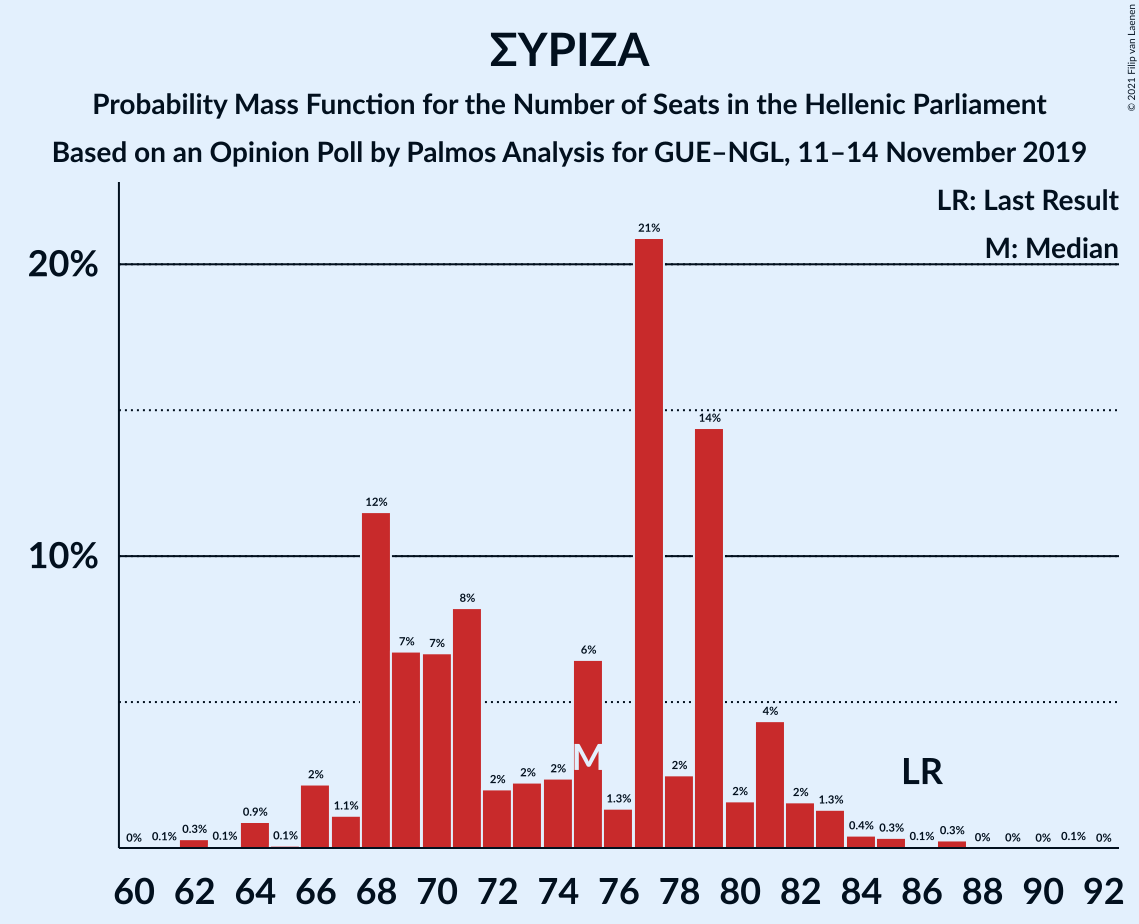 ΣΥΡΙΖΑ
Probability Mass Function for the Number of Seats in the Hellenic Parliament
Based on an Opinion Poll by Palmos Analysis for GUE–NGL, 11–14 November 2019
© 2021 Filip van Laenen
LR: Last Result
M: Median
20%
10%
0% 0.1% 0.3% 0.1% 0.9% 0.1% 2% 1.1% 12% 7% 7% 8% 2% 2% 2% 6% 1.3% 21% 2% 14% 2% 4% 2% 1.3% 0.4% 0.3% 0.1% 0.3% 0% 0% 0% 0.1% 0%
M
LR
60 62 64 66 68 70 72 74 76 78 80 82 84 86 88 90 92